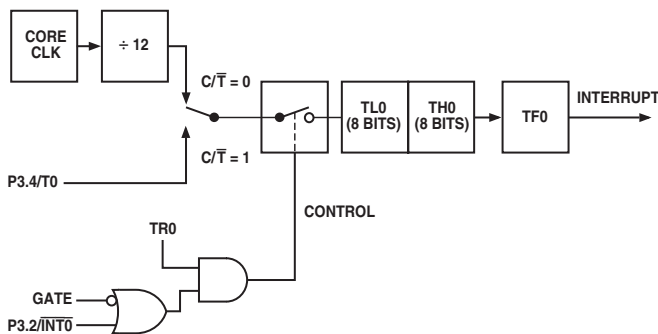 CORE
CLK
÷ 12
C/T̅ = 0
TL0
(8 BITS)
TH0
(8 BITS)
TF0
INTERRUPT
C/T̅ = 1
P3.4/T0
CONTROL
TR0
GATE
P3.2/I̅N̅T̅0̅